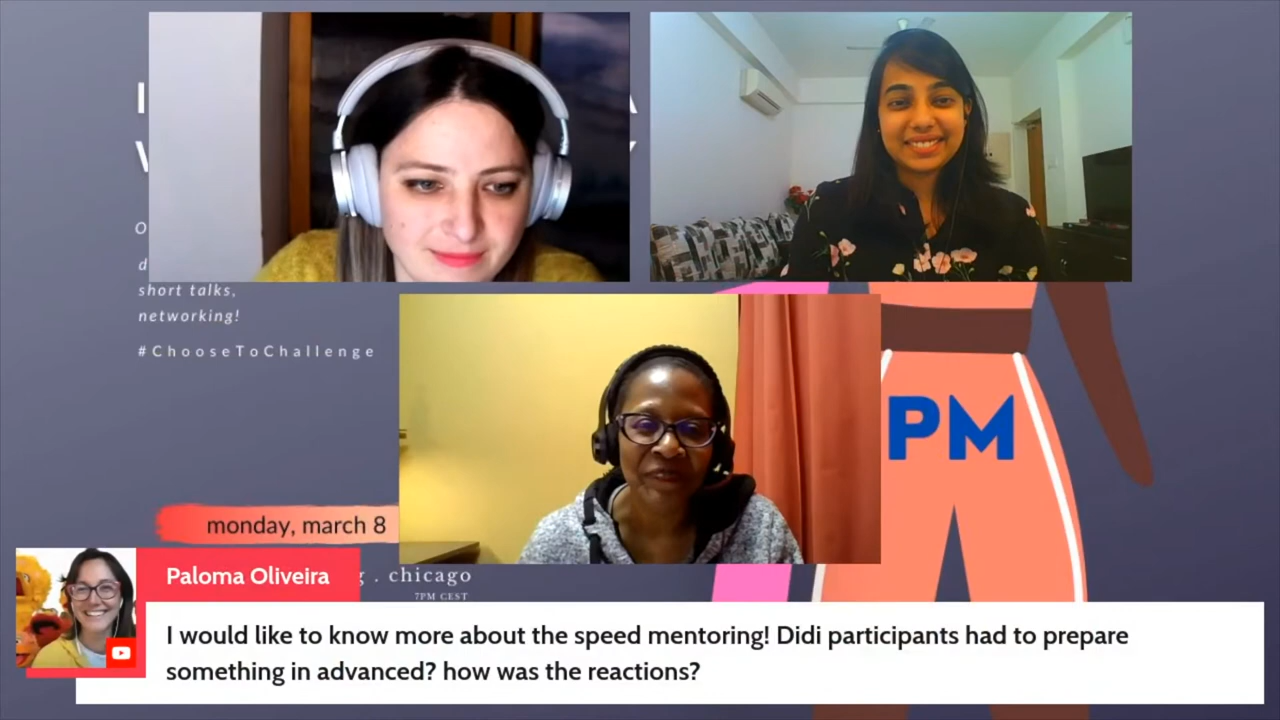 short talks,
networking!
#ChooseToChallenge
PM
monday, march 8
chicago
7PM CEST
Paloma Oliveira
I would like to know more about the speed mentoring! Didi participants had to prepare
something in advanced? how was the reactions?